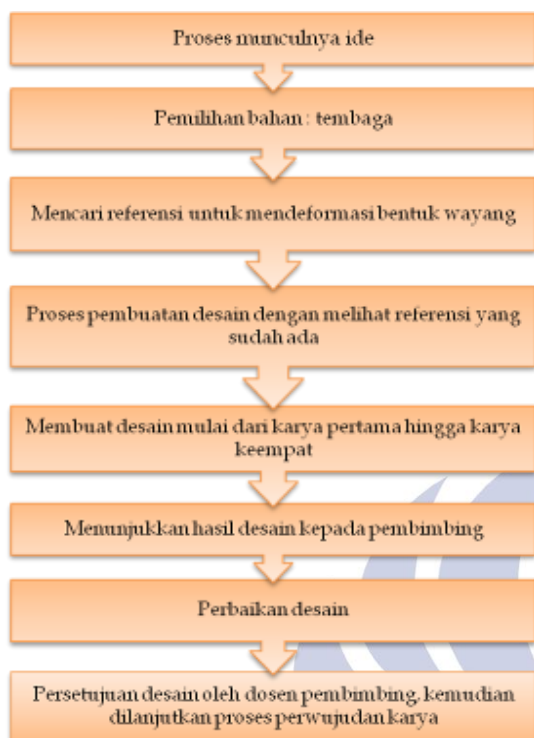 Proses munculnya ide
Pemilihan bahan : tembaga
Mencari referensi untuk mendeformasi bentuk wayang
Proses pembuatan desain dengan melihat referensi yang
sudah ada
Membuat desain mulai dari karya pertama hingga karya
keempat
Menunjukkan hasil desain kepada pembimbing
Perbaikan desain
Persetujuan desain oleh dosen pembimbing, kemudian
dilanjutkan proses perwujudan karya